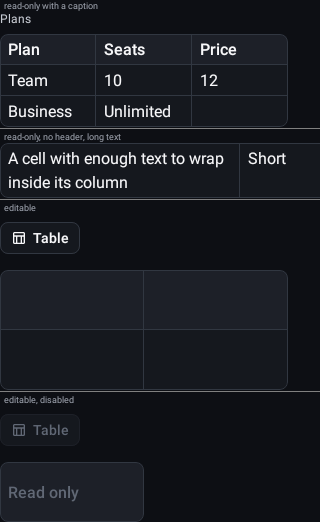 read-only with a caption
Plans
Plan Seats Price
Team 10 12
Business Unlimited
read-only, no header, long text
A cell with enough text to wrap Short
inside its column
editable
Table
editable, disabled
Table
Read only